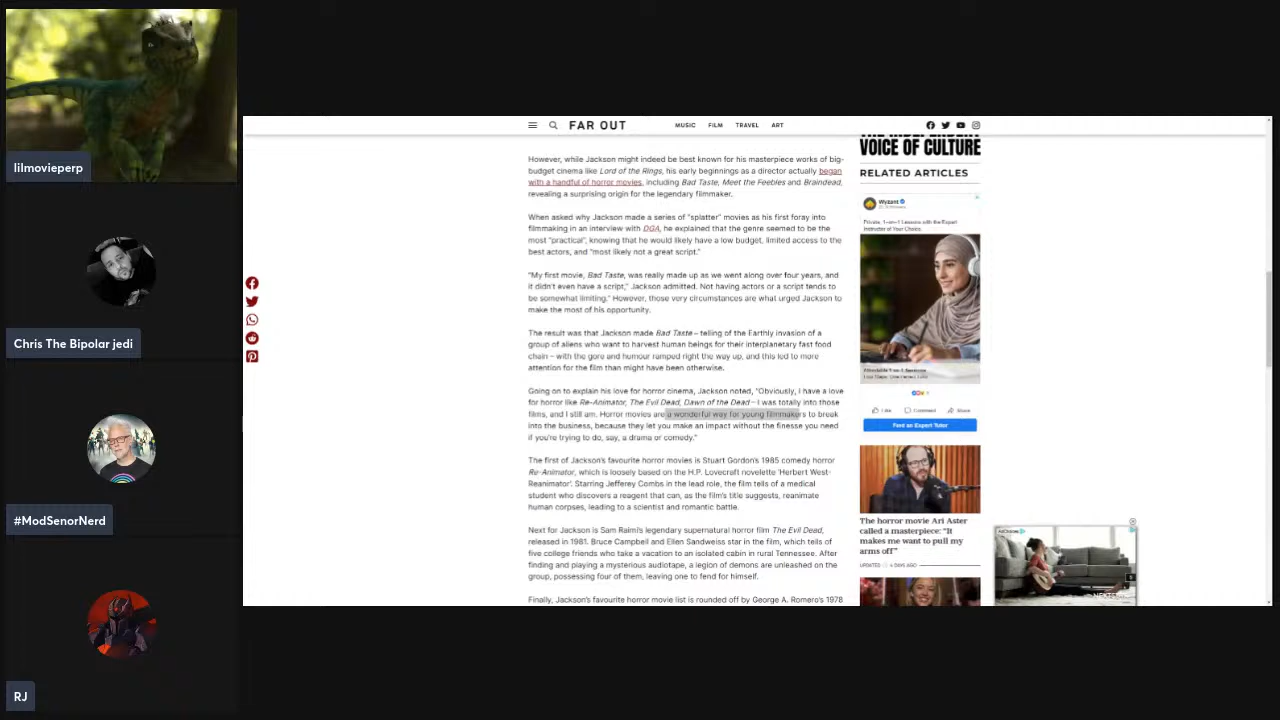 lilmovieperp
Chris The Bipolar jedi
#ModSenorNerd
RJ
FAR OUT
MUSIC FILM TRAVEL ART
However, while Jackson might indeed be best known for his masterpiece works of big-
budget cinema like Lord of the Rings, his early beginnings as a director actually began
with a handful of horror movies, including Bad Taste, Meet the Feebles and Braindead,
revealing a surprising origin for the legendary filmmaker.
When asked why Jackson made a series of “splatter” movies as his first foray into
filmmaking in an interview with DGA, he explained that the genre seemed to be the
most “practical”, knowing that he would likely have a low budget, limited access to the
best actors, and “most likely not a great script.”
“My first movie, Bad Taste, was really made up as we went along over four years, and
it didn't even have a script,” Jackson admitted. Not having actors or a script tends to
be somewhat limiting.” However, those very circumstances are what urged Jackson to
make the most of his opportunity.
The result was that Jackson made Bad Taste – telling of the Earthly invasion of a
group of aliens who want to harvest human beings for their interplanetary fast food
chain – with the gore and humour ramped right the way up, and this led to more
attention for the film than might have been otherwise.
Going on to explain his love for horror cinema, Jackson noted, “Obviously, I have a love
for horror like Re-Animator, The Evil Dead, Dawn of the Dead – I was totally into those
films, and I still am. Horror movies are a wonderful way for young filmmakers to break
into the business, because they let you make an impact without the finesse you need
if you're trying to do, say, a drama or comedy.”
The first of Jackson's favourite horror movies is Stuart Gordon's 1985 comedy horror
Re-Animator, which is loosely based on the H.P. Lovecraft novelette ‘Herbert West-
Reanimator’. Starring Jefferey Combs in the lead role, the film tells of a medical
student who discovers a reagent that can, as the film's title suggests, reanimate
human corpses, leading to a scientist and romantic battle.
Next for Jackson is Sam Raimi's legendary supernatural horror film The Evil Dead,
released in 1981. Bruce Campbell and Ellen Sandweiss star in the film, which tells of
five college friends who take a vacation to an isolated cabin in rural Tennessee. After
finding and playing a mysterious audiotape, a legion of demons are unleashed on the
group, possessing four of them, leaving one to fend for himself.
Finally, Jackson's favourite horror movie list is rounded off by George A. Romero's 1978
THE INDEPENDENT
VOICE OF CULTURE
RELATED ARTICLES
Wyzant
Private, 1-on-1 Lessons with the Expert
Instructor of Your Choice
Like Comment Share
Find an Expert Tutor
The horror movie Ari Aster
called a masterpiece: “It
makes me want to pull my
arms off”
UPDATED 4 DAYS AGO